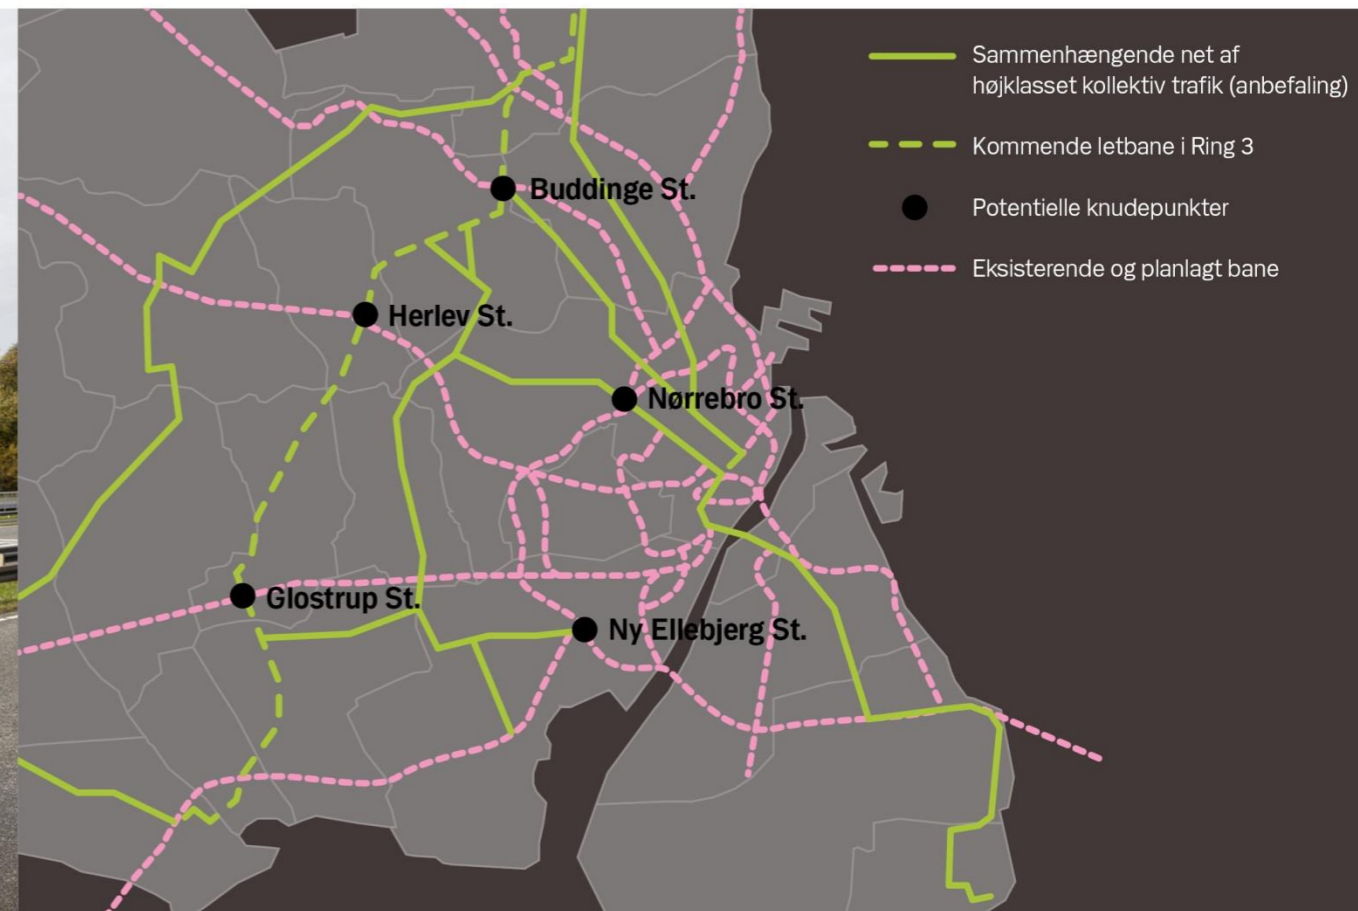 Sammenhængende net af
højklasset kollektiv trafik (anbefaling)
Kommende letbane i Ring 3
Potentielle knudepunkter
Eksisterende og planlagt bane
Buddinge St.
Herlev St.
Nørrebro St.
Glostrup St.
Ny Ellebjerg St.